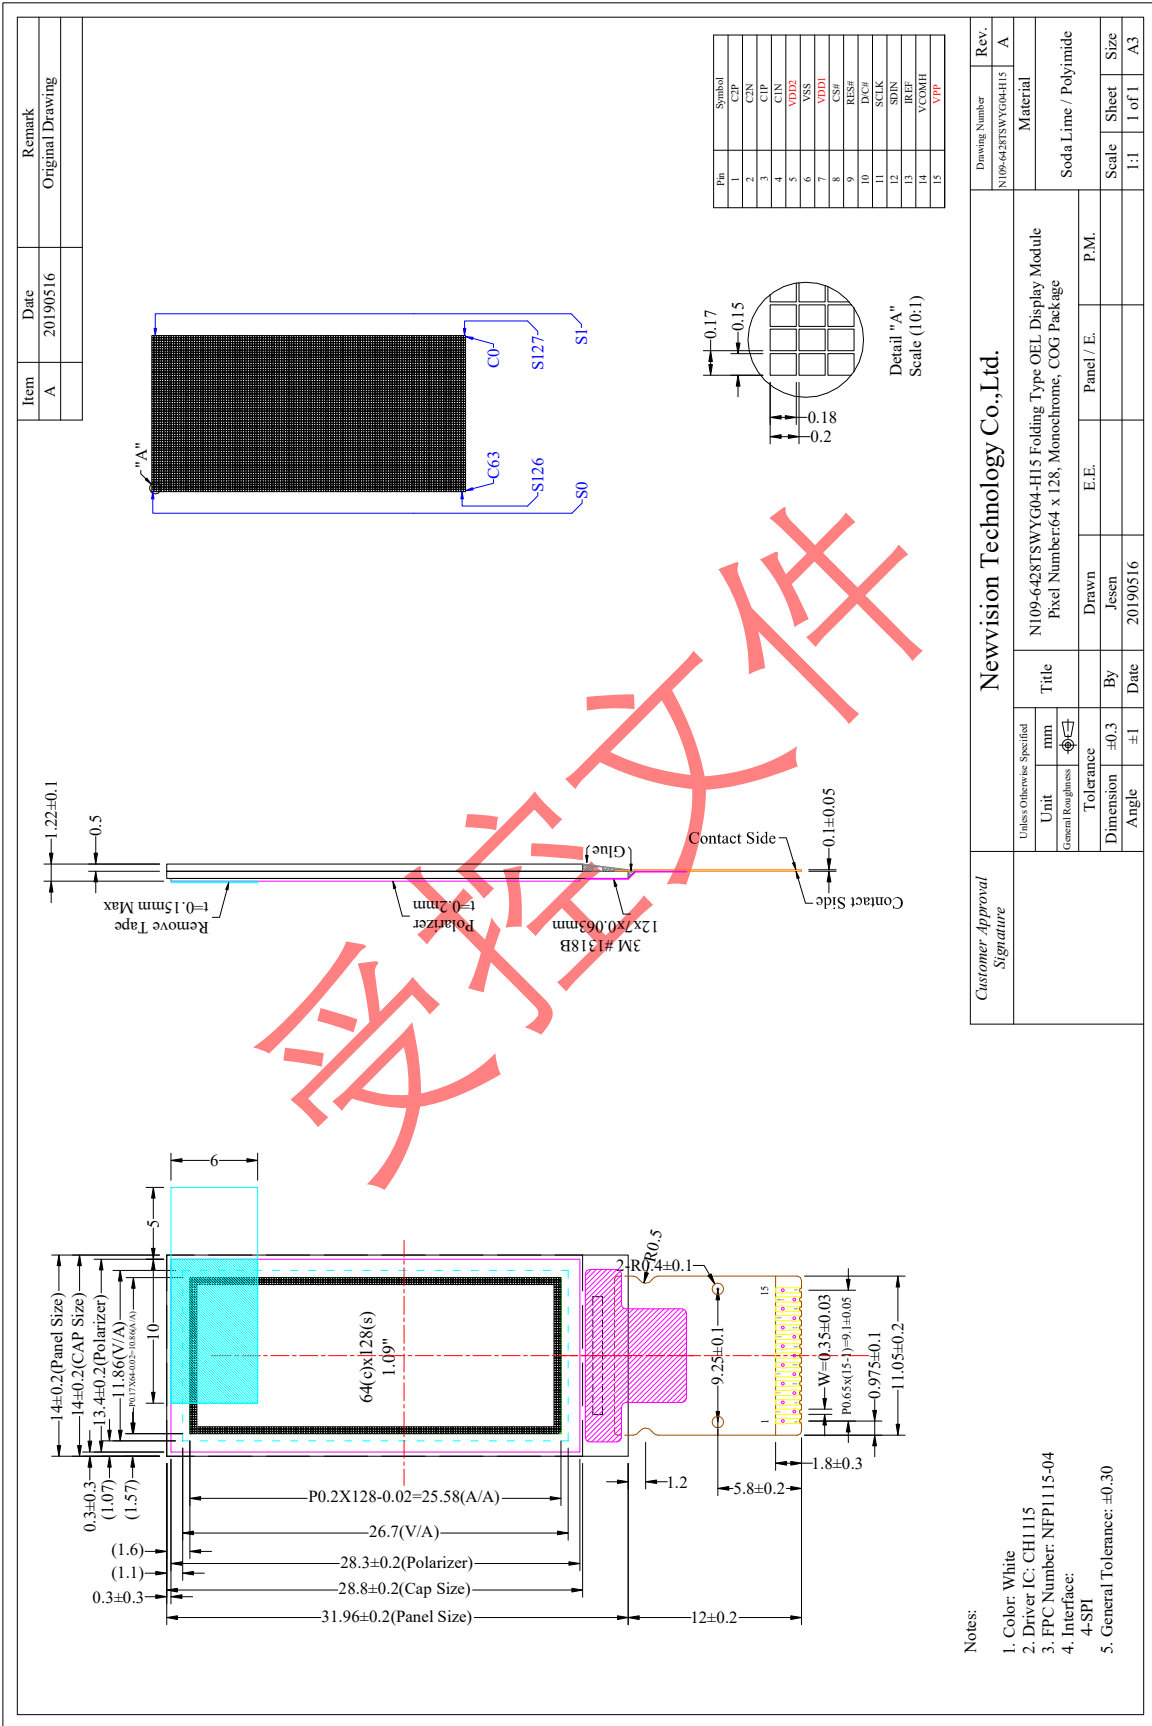 Item Date Remark
A 20190516 Original Drawing
"A"
C0
S127
S1
C63
S126
S0
Pin Symbol
1 C2P
2 C2N
3 C1P
4 C1N
5 VDD2
6 VSS
7 VDD1
8 CS#
9 RES#
10 D/C#
11 SCLK
12 SDIN
13 IREF
14 VCOMH
15 VPP
0.17
0.15
0.18
0.2
Detail "A"
Scale (10:1)
1.22±0.1
0.5
Remove Tape
t=0.15mm Max
Polarizer
t=0.2mm
3M #1318B
12x7x0.063mm
Glue
Contact Side
Contact Side
0.1±0.05
受控文件
6
5
10
14±0.2(Panel Size)
14±0.2(CAP Size)
13.4±0.2(Polarizer)
11.86(V/A)
P0.17X64-0.02=10.86(A/A)
0.3±0.3
(1.07)
(1.57)
64(c)x128(s)
1.09"
P0.2X128-0.02=25.58(A/A)
26.7(V/A)
28.3±0.2(Polarizer)
28.8±0.2(Cap Size)
31.96±0.2(Panel Size)
(1.6)
(1.1)
0.3±0.3
12±0.2
R0.5
2-R0.4±0.1
9.25±0.1
15
1
W=0.35±0.03
P0.65x(15-1)=9.1±0.05
0.975±0.1
11.05±0.2
1.2
5.8±0.2
1.8±0.3
Notes:
1. Color: White
2. Driver IC: CH1115
3. FPC Number: NFP1115-04
4. Interface:
4-SPI
5. General Tolerance: ±0.30
Customer Approval
Signature
Newvision Technology Co.,Ltd.
Drawing Number Rev.
N109-6428TSWYG04-H15 A
Unless Otherwise Specified
Unit mm
General Roughness
Tolerance
Dimension ±0.3
Angle ±1
Title
N109-6428TSWYG04-H15 Folding Type OEL Display Module
Pixel Number:64 x 128, Monochrome, COG Package
Material
Soda Lime / Polyimide
By Drawn E.E. Panel / E. P.M.
Jesen
Date 20190516
Scale Sheet Size
1:1 1 of 1 A3